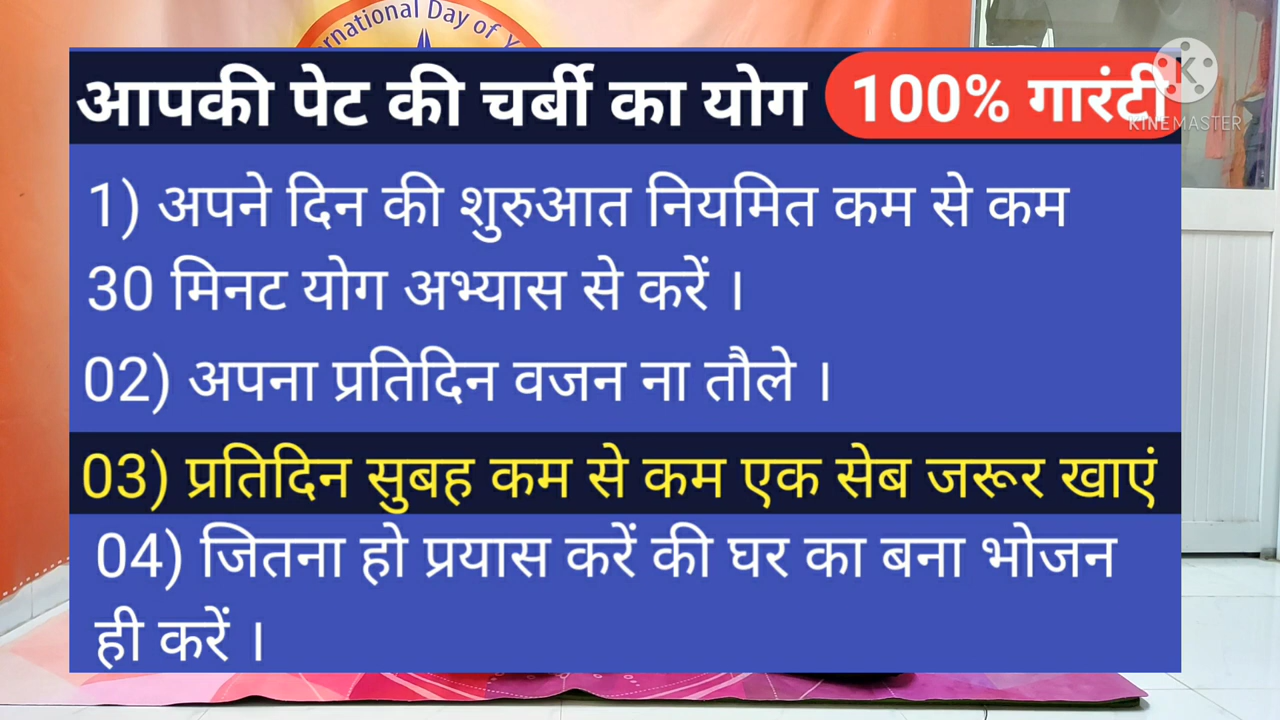 ernational Day of Y
आपकी पेट की चर्बी का योग 100% गारंटी
KINEMASTER
1) अपने दिन की शुरुआत नियमित कम से कम
30 मिनट योग अभ्यास से करें ।
02) अपना प्रतिदिन वजन ना तौले ।
03) प्रतिदिन सुबह कम से कम एक सेब जरूर खाएं
04) जितना हो प्रयास करें की घर का बना भोजन
ही करें ।